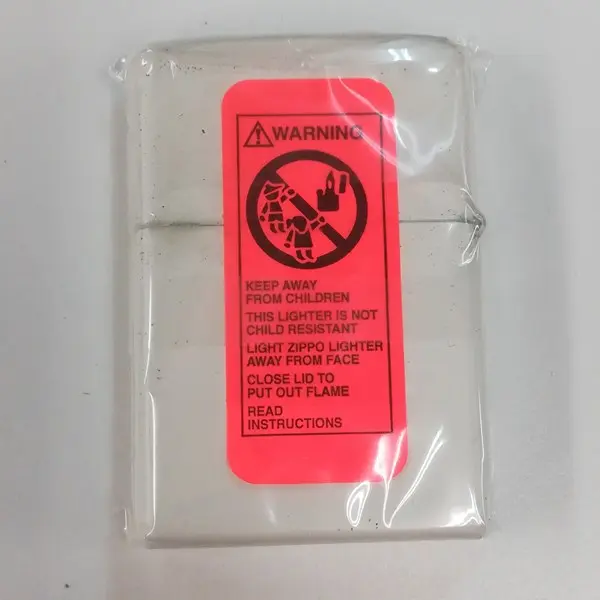 WARNING
KEEP AWAY
FROM CHILDREN
THIS LIGHTER IS NOT
CHILD RESISTANT
LIGHT ZIPPO LIGHTER
AWAY FROM FACE
CLOSE LID TO
PUT OUT FLAME
READ
INSTRUCTIONS